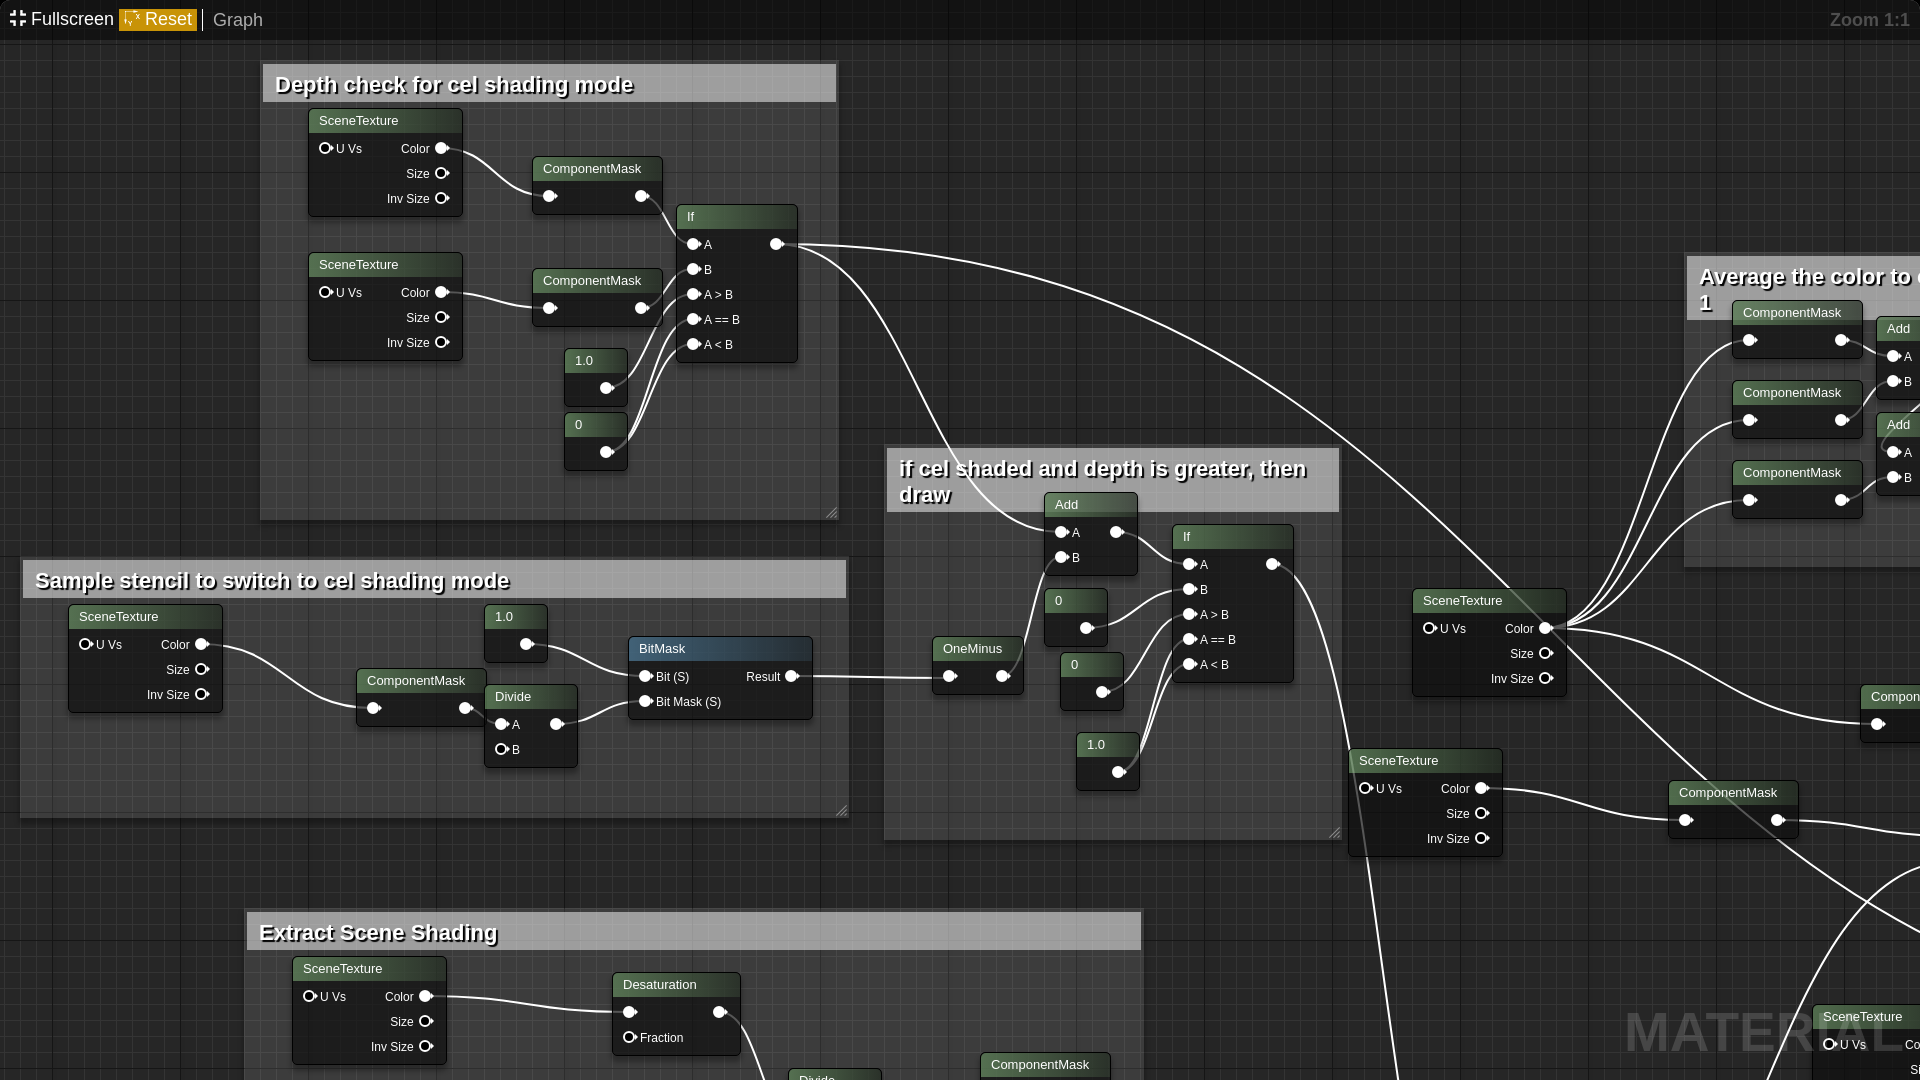 Fullscreen Reset Graph
Zoom 1:1
Depth check for cel shading mode
SceneTexture
U Vs Color
Size
Inv Size
ComponentMask
If
A
B
A > B
A == B
A < B
SceneTexture
U Vs Color
Size
Inv Size
ComponentMask
1.0
0
Average the color to
1
ComponentMask
Add
A
B
ComponentMask
Add
A
B
ComponentMask
if cel shaded and depth is greater, then
draw
Add
A
B
If
A
B
A > B
A == B
A < B
0
OneMinus
0
1.0
Sample stencil to switch to cel shading mode
SceneTexture
U Vs Color
Size
Inv Size
1.0
ComponentMask
Divide
A
B
BitMask
Bit (S) Result
Bit Mask (S)
SceneTexture
U Vs Color
Size
Inv Size
Compon
SceneTexture
U Vs Color
Size
Inv Size
ComponentMask
Extract Scene Shading
SceneTexture
U Vs Color
Size
Inv Size
Desaturation
Fraction
Divide
ComponentMask
MATERIAL
SceneTexture
U Vs Co
Si